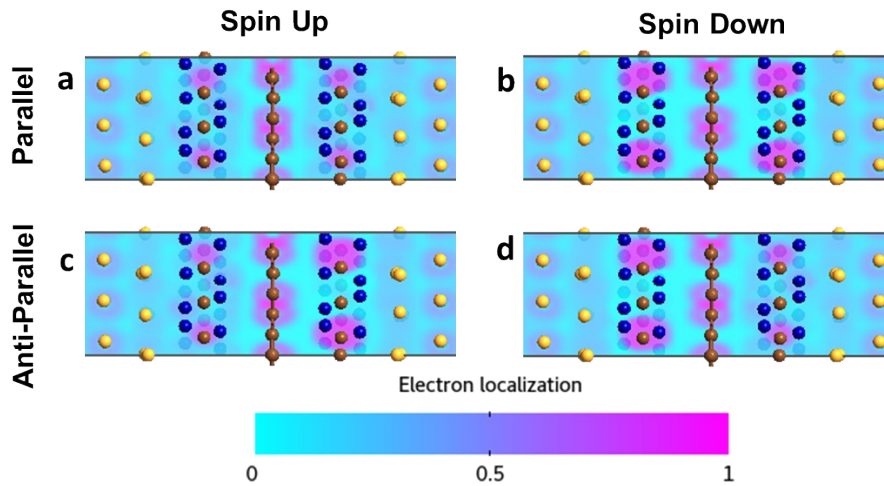 Spin Up
Spin Down
Parallel
a
b
Anti-Parallel
c
d
Electron localization
0
0.5
1